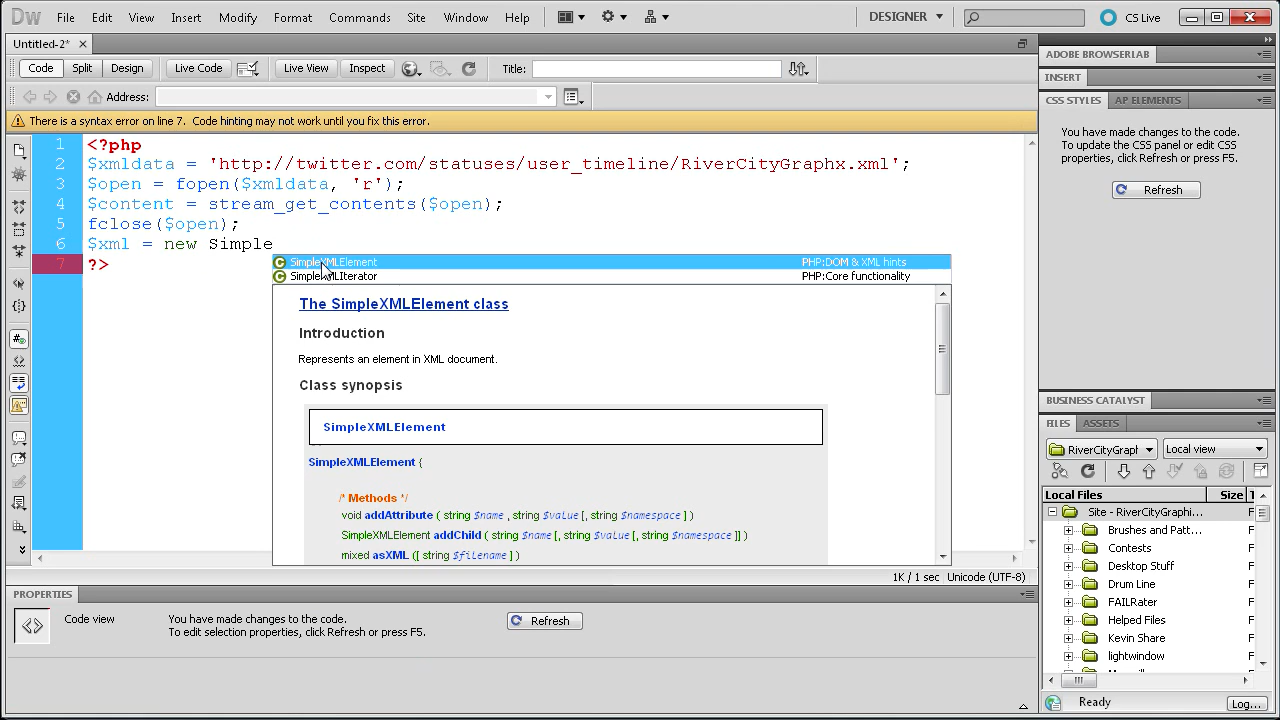 Dw File Edit View Insert Modify Format Commands Site Window Help DESIGNER CS Live
Untitled-2*
Code Split Design Live Code Live View Inspect Title:
Address:
There is a syntax error on line 7. Code hinting may not work until you fix this error.
1 <?php
2 $xmldata = 'http://twitter.com/statuses/user_timeline/RiverCityGraphx.xml';
3 $open = fopen($xmldata, 'r');
4 $content = stream_get_contents($open);
5 fclose($open);
6 $xml = new Simple
7 ?>
SimpleXMLElement PHP:DOM & XML hints
SimpleXMLIterator PHP:Core functionality
The SimpleXMLElement class
Introduction
Represents an element in XML document.
Class synopsis
SimpleXMLElement
SimpleXMLElement {
/* Methods */
void addAttribute ( string $name , string $value [, string $namespace ] )
SimpleXMLElement addChild ( string $name [, string $value [, string $namespace ]] )
mixed asXML ([ string $filename ] )
1K / 1 sec Unicode (UTF-8)
PROPERTIES
Code view
You have made changes to the code.
To edit selection properties, click Refresh or press F5.
Refresh
ADOBE BROWSERLAB
INSERT
CSS STYLES AP ELEMENTS
You have made changes to the code.
To update the CSS panel or edit CSS
properties, click Refresh or press F5.
Refresh
BUSINESS CATALYST
FILES ASSETS
RiverCityGrapl Local view
Local Files Size T
Site - RiverCityGraphi... F
Brushes and Patt... F
Contests F
Desktop Stuff F
Drum Line F
FAILRater F
Helped Files F
Kevin Share F
lightwindow F
Ready Log...